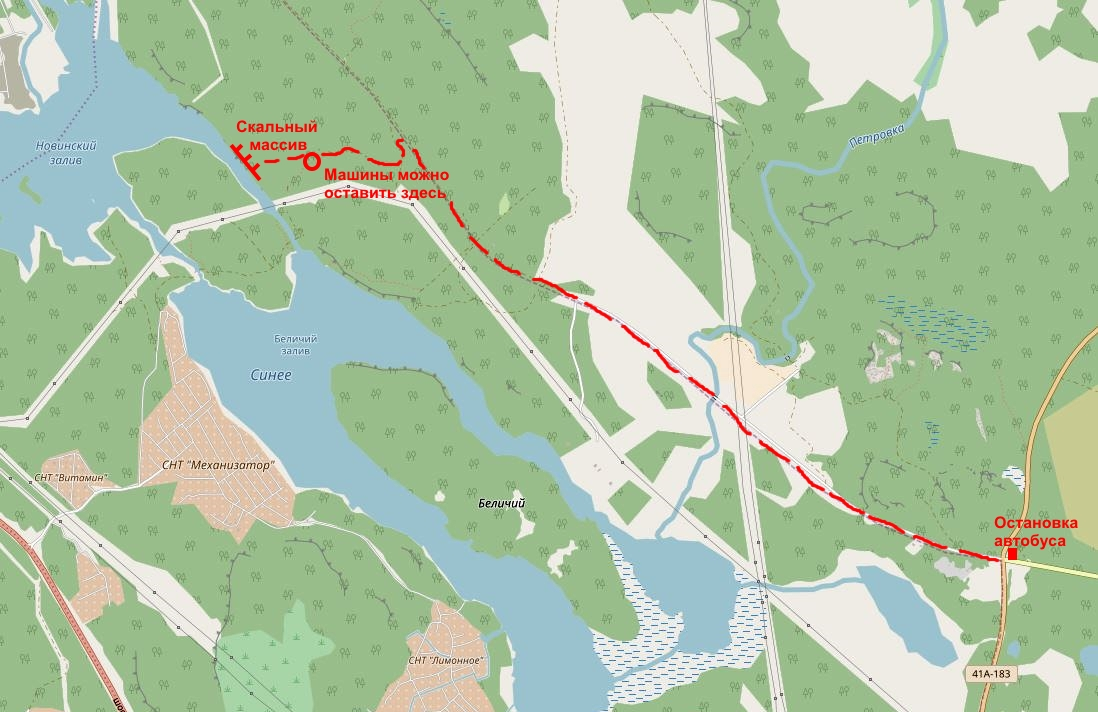 Скальный
массив
Петровка
Новинский
залив
Машины можно
оставить здесь
Беличий
залив
Синее
СНТ "Механизатор"
СНТ "Витамин"
Беличий
Остановка
автобуса
СНТ "Лимонное"
41А-183